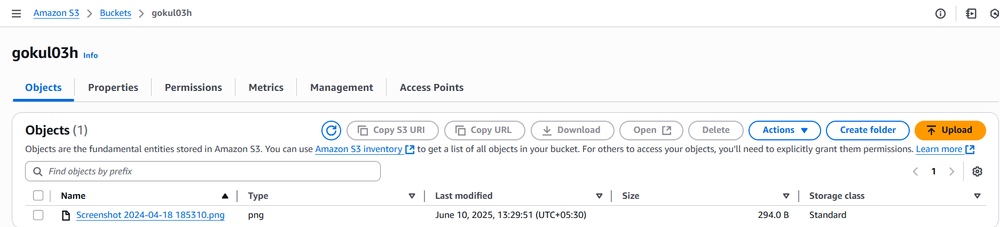 Amazon S3 > Buckets > gokul03h
gokul03h Info
Objects Properties Permissions Metrics Management Access Points
Objects (1) Copy S3 URI Copy URL Download Open Delete Actions Create folder Upload
Objects are the fundamental entities stored in Amazon S3. You can use Amazon S3 inventory to get a list of all objects in your bucket. For others to access your objects, you’ll need to explicitly grant them permissions. Learn more
Find objects by prefix 1
Name Type Last modified Size Storage class
Screenshot 2024-04-18 185310.png png June 10, 2025, 13:29:51 (UTC+05:30) 294.0 B Standard